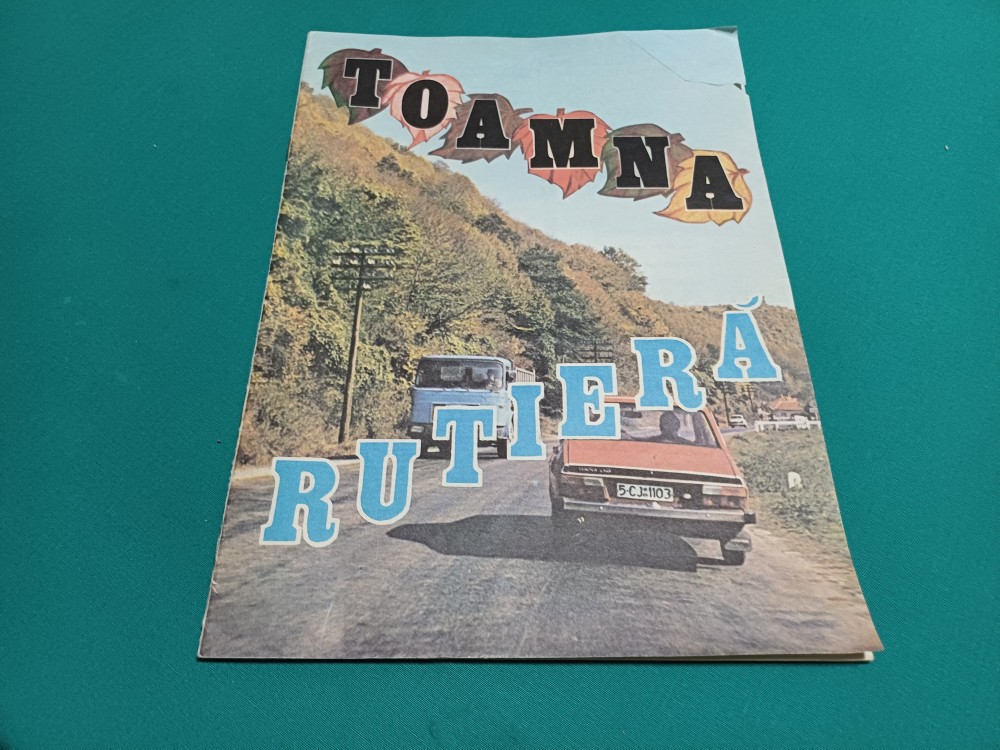 TOAMNA
RUTIERĂ
5-CJ-1103